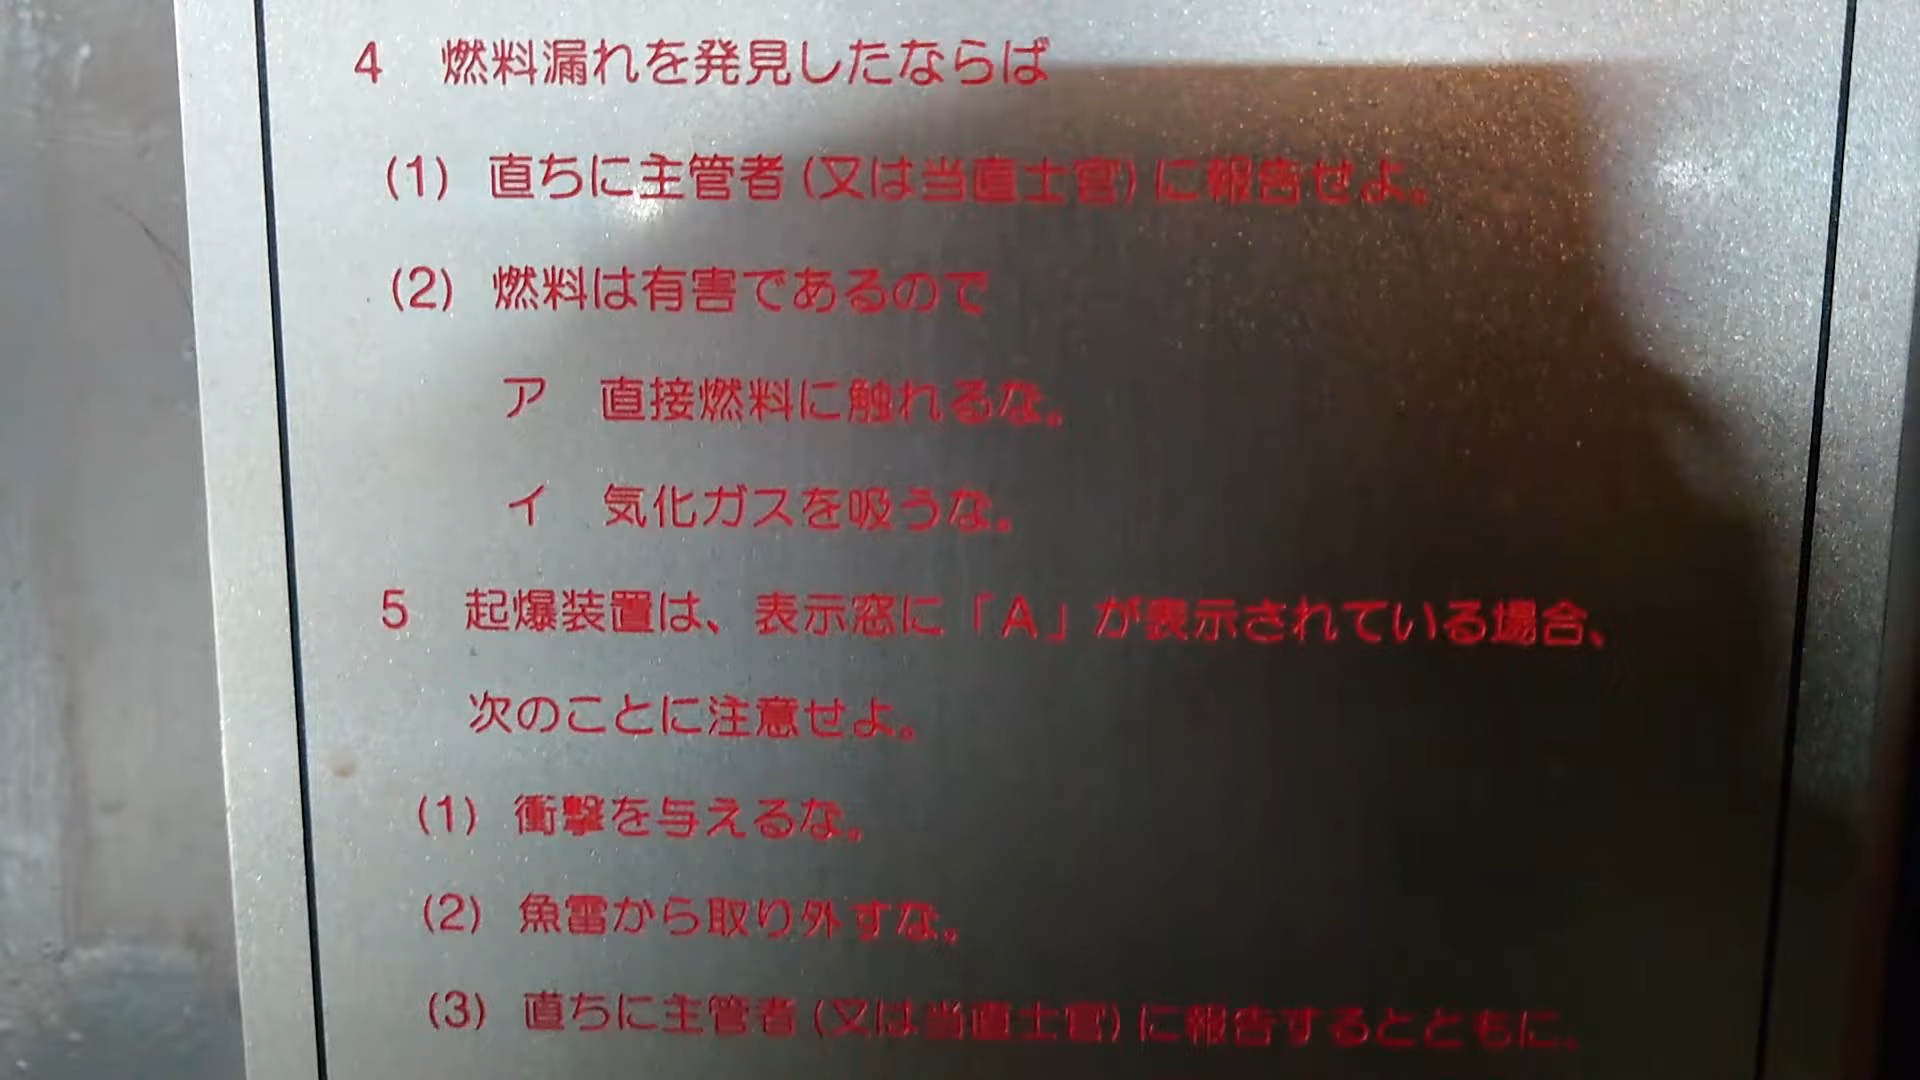 4 燃料漏れを発見したならば
(1) 直ちに主管者(又は当直士官)に報告せよ。
(2) 燃料は有害であるので
ア 直接燃料に触れるな。
イ 気化ガスを吸うな。
5 起爆装置は、表示窓に「A」が表示されている場合、
次のことに注意せよ。
(1) 衝撃を与えるな。
(2) 魚雷から取り外すな。
(3) 直ちに主管者(又は当直士官)に報告するとともに、